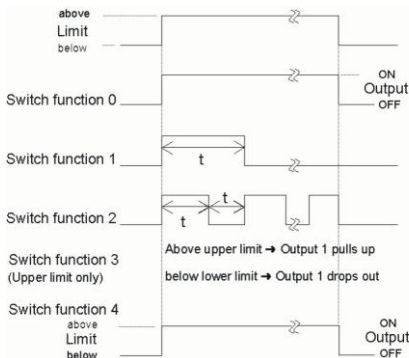 above
Limit
below
ON
Output
OFF
Switch function 0
Switch function 1
t
Switch function 2
t
t
Switch function 3
(Upper limit only)
Above upper limit ➔ Output 1 pulls up
below lower limit ➔ Output 1 drops out
Switch function 4
above
Limit
below
ON
Output
OFF